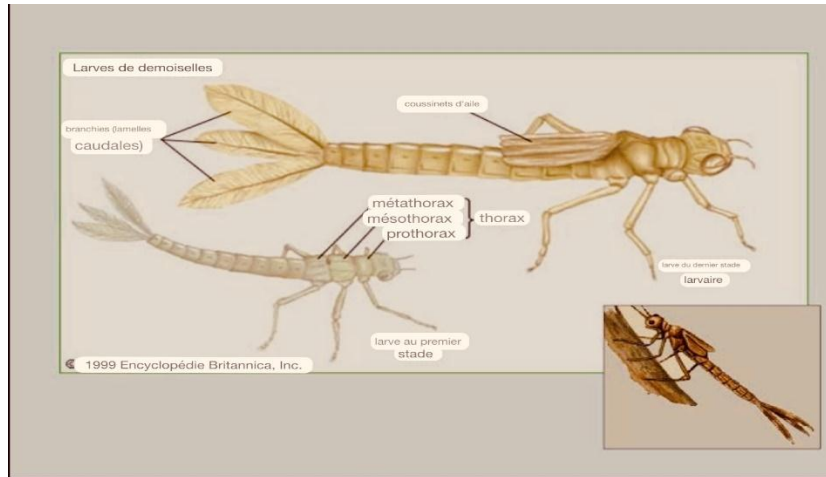 Larves de demoiselles
coussinets d'aile
branchies (lamelles
caudales)
métathorax
mésothorax
prothorax
thorax
larve du dernier stade
larvaire
larve au premier
stade
© 1999 Encyclopédie Britannica, Inc.